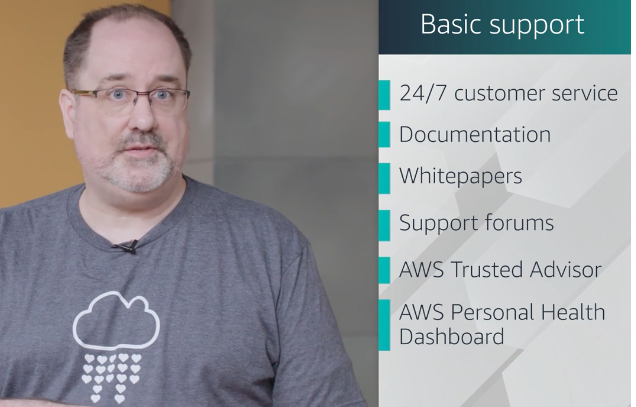 Basic support
24/7 customer service
Documentation
Whitepapers
Support forums
AWS Trusted Advisor
AWS Personal Health
Dashboard